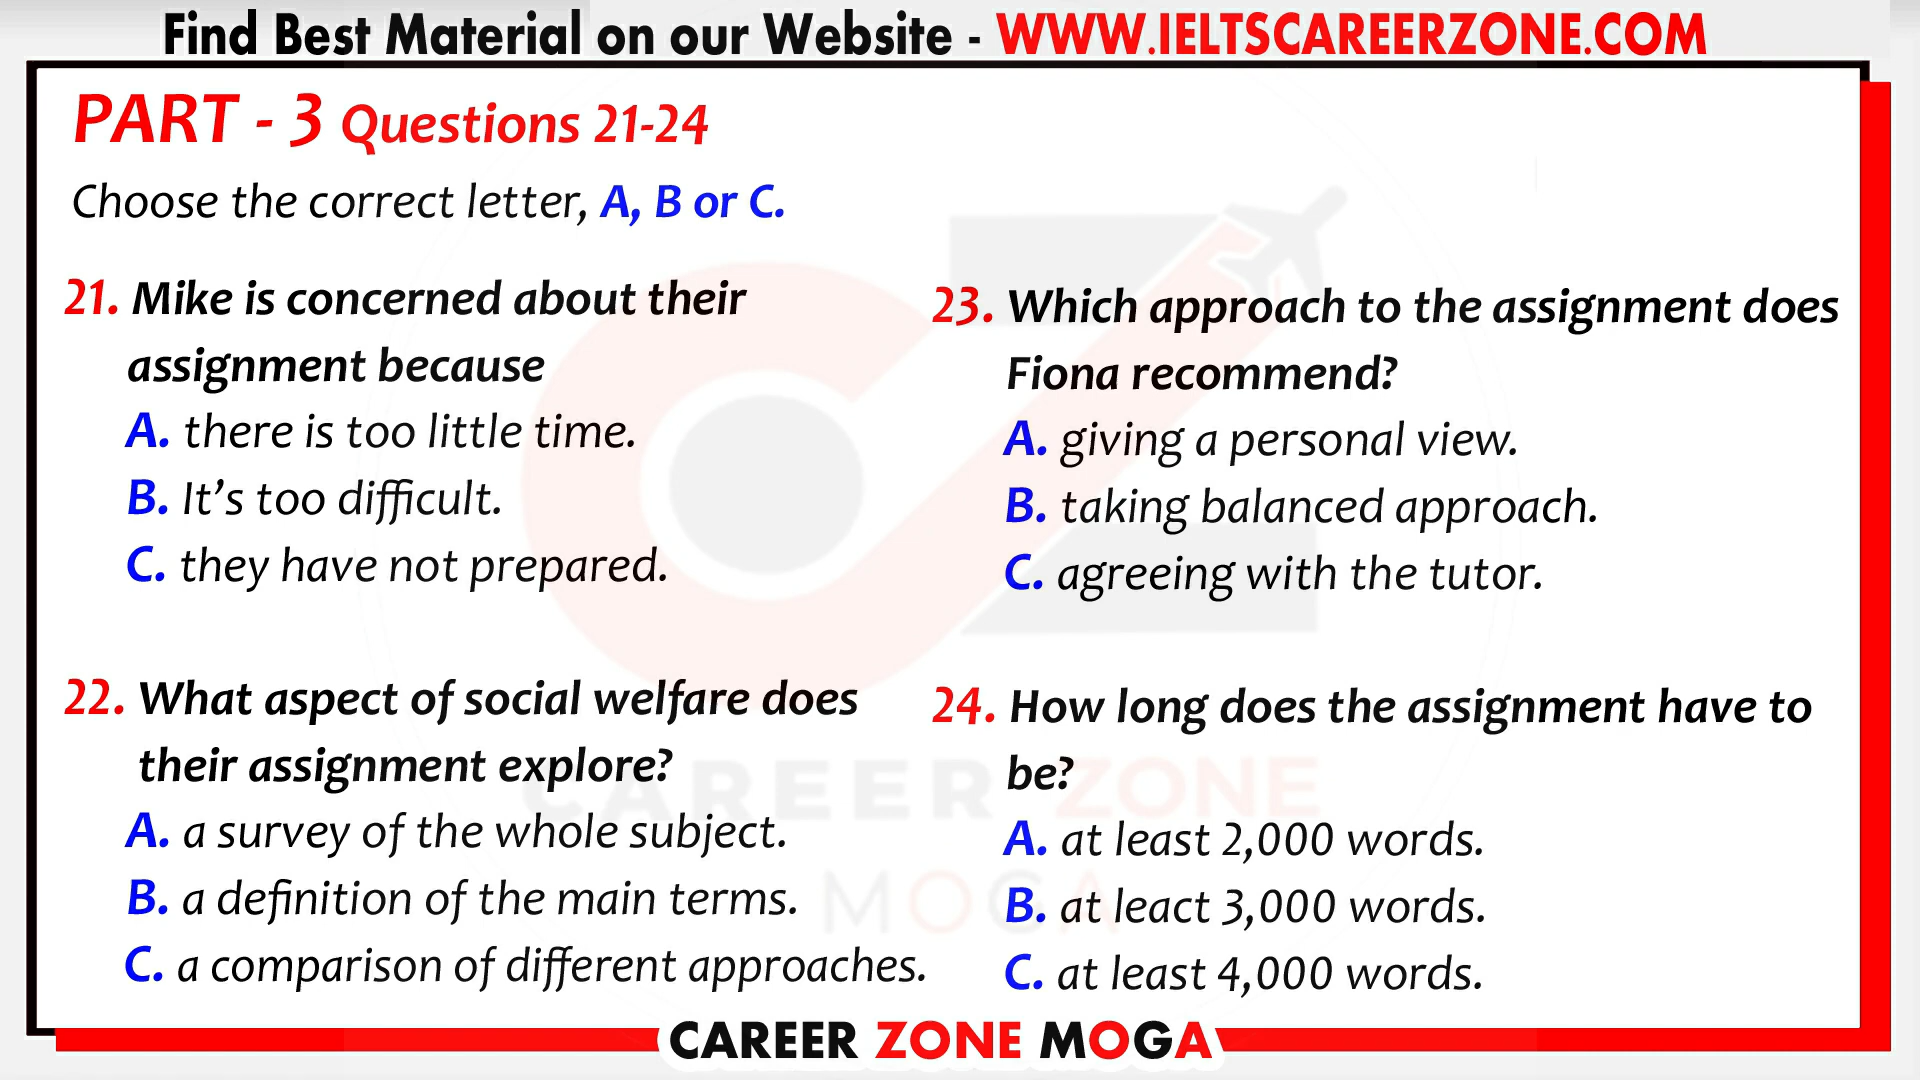 Find Best Material on our Website - WWW.IELTSCAREERZONE.COM
PART - 3 Questions 21-24
Choose the correct letter, A, B or C.
21. Mike is concerned about their
assignment because
A. there is too little time.
B. It's too difficult.
C. they have not prepared.
22. What aspect of social welfare does
their assignment explore?
A. a survey of the whole subject.
B. a definition of the main terms.
C. a comparison of different approaches.
23. Which approach to the assignment does
Fiona recommend?
A. giving a personal view.
B. taking balanced approach.
C. agreeing with the tutor.
24. How long does the assignment have to
be?
A. at least 2,000 words.
B. at leact 3,000 words.
C. at least 4,000 words.
CAREER ZONE
MOGA
CAREER ZONE MOGA